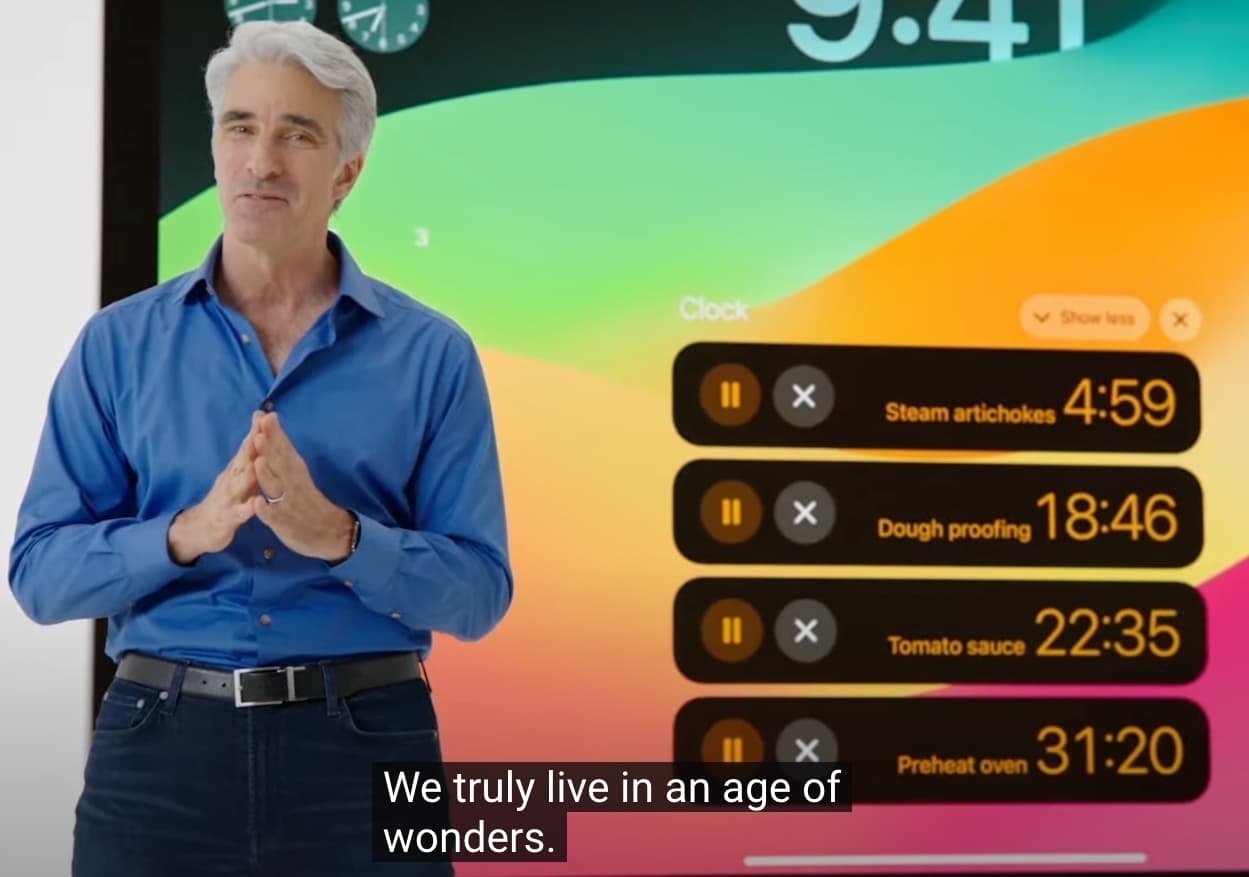 9:41
3
Clock
Show less
Steam artichokes 4:59
Dough proofing 18:46
Tomato sauce 22:35
Preheat oven 31:20
We truly live in an age of
wonders.